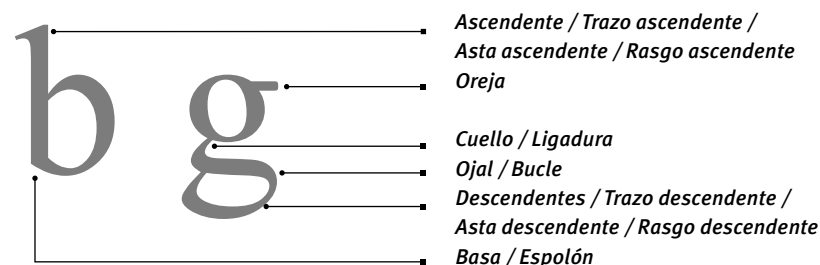 b g
Ascendente / Trazo ascendente /
Asta ascendente / Rasgo ascendente
Oreja
Cuello / Ligadura
Ojal / Bucle
Descendentes / Trazo descendente /
Asta descendente / Rasgo descendente
Basa / Espolón